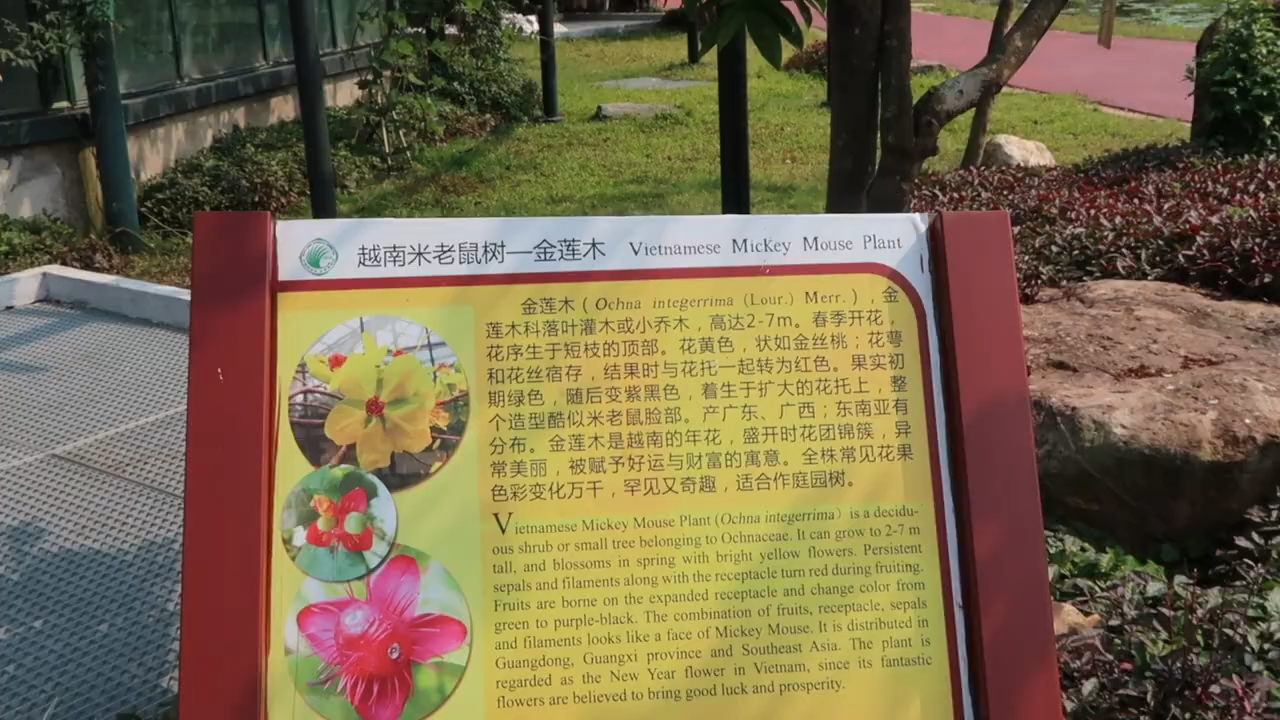 越南米老鼠树—金莲木 Vietnamese Mickey Mouse Plant
金莲木（Ochna integerrima (Lour.) Merr.），金
莲木科落叶灌木或小乔木，高达2-7m。春季开花，
花序生于短枝的顶部。花黄色，状如金丝桃；花萼
和花丝宿存，结果时与花托一起转为红色。果实初
期绿色，随后变紫黑色，着生于扩大的花托上，整
个造型酷似米老鼠脸部。产广东、广西；东南亚有
分布。金莲木是越南的年花，盛开时花团锦簇，异
常美丽，被赋予好运与财富的寓意。全株常见花果
色彩变化万千，罕见又奇趣，适合作庭园树。
Vietnamese Mickey Mouse Plant (Ochna integerrima) is a decidu-
ous shrub or small tree belonging to Ochnaceae. It can grow to 2-7 m
tall, and blossoms in spring with bright yellow flowers. Persistent
sepals and filaments along with the receptacle turn red during fruiting.
Fruits are borne on the expanded receptacle and change color from
green to purple-black. The combination of fruits, receptacle, sepals
and filaments looks like a face of Mickey Mouse. It is distributed in
Guangdong, Guangxi province and Southeast Asia. The plant is
regarded as the New Year flower in Vietnam, since its fantastic
flowers are believed to bring good luck and prosperity.